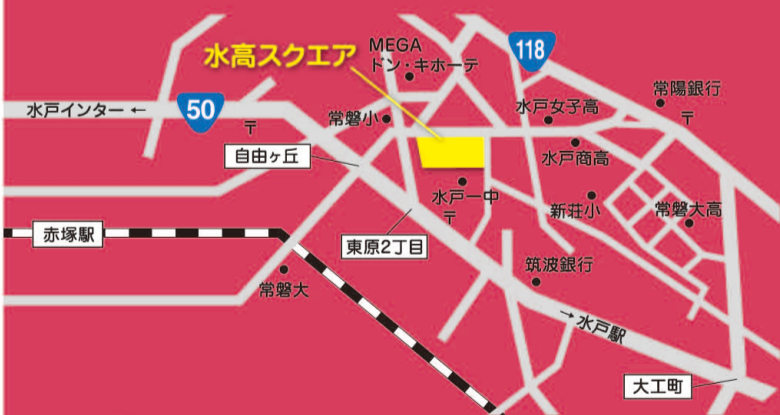 水高スクエア
MEGA
ドン・キホーテ
118
常陽銀行
〒
水戸インター ←
50
〒
常磐小
水戸女子高
自由ヶ丘
水戸商高
水戸一中
〒
新荘小
常磐大高
赤塚駅
東原2丁目
常磐大
筑波銀行
→水戸駅
大工町